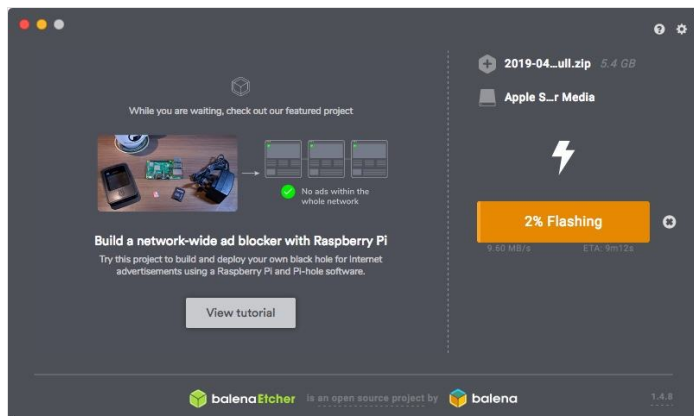 While you are waiting, check out our featured project
No ads within the
whole network
Build a network-wide ad blocker with Raspberry Pi
Try this project to build and deploy your own black hole for Internet
advertisements using a Raspberry Pi and Pi-hole software.
View tutorial
2019-04...ull.zip 5.4 GB
Apple S...r Media
2% Flashing
9.60 MB/s ETA: 9m12s
balenaEtcher is an open source project by balena 1.4.8